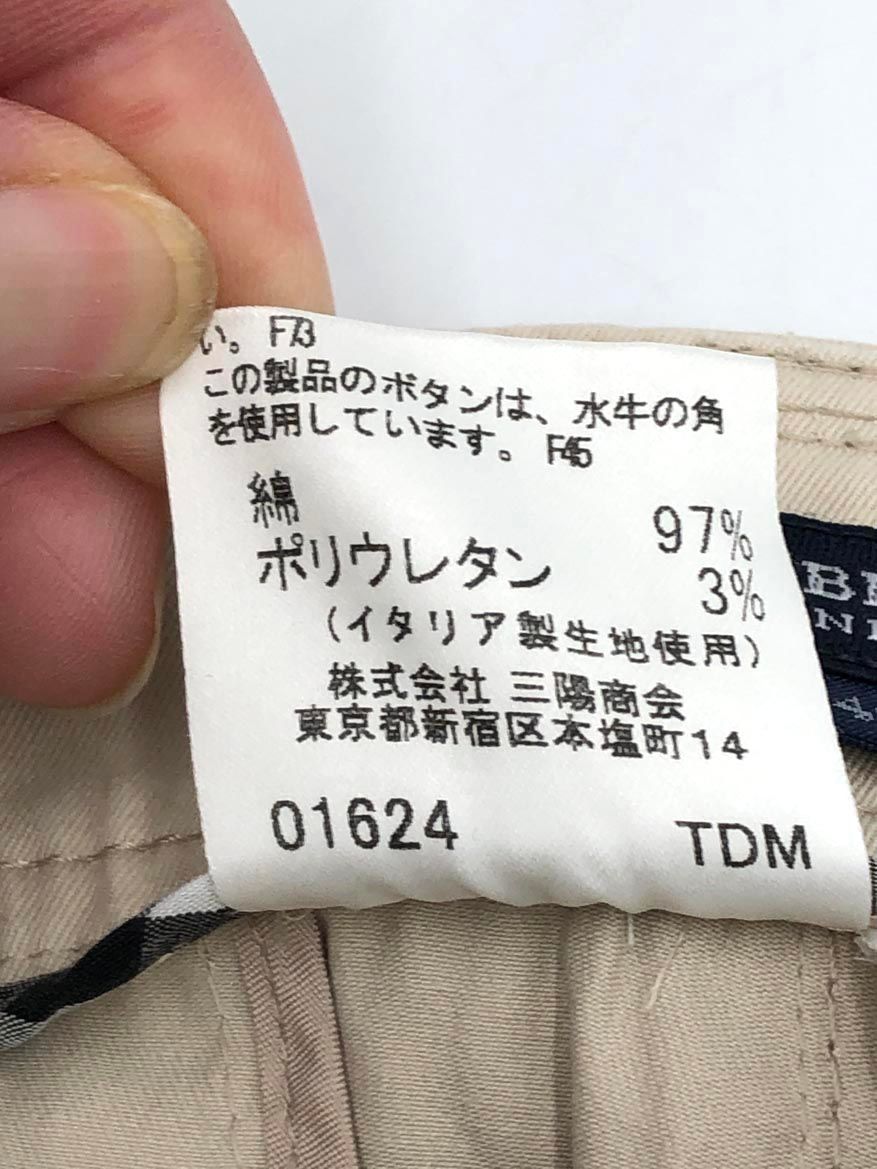 い。F73
この製品のボタンは、水牛の角
を使用しています。F45
綿 97%
ポリウレタン 3%
(イタリア製生地使用)
株式会社 三陽商会
東京都新宿区本塩町14
01624 TDM